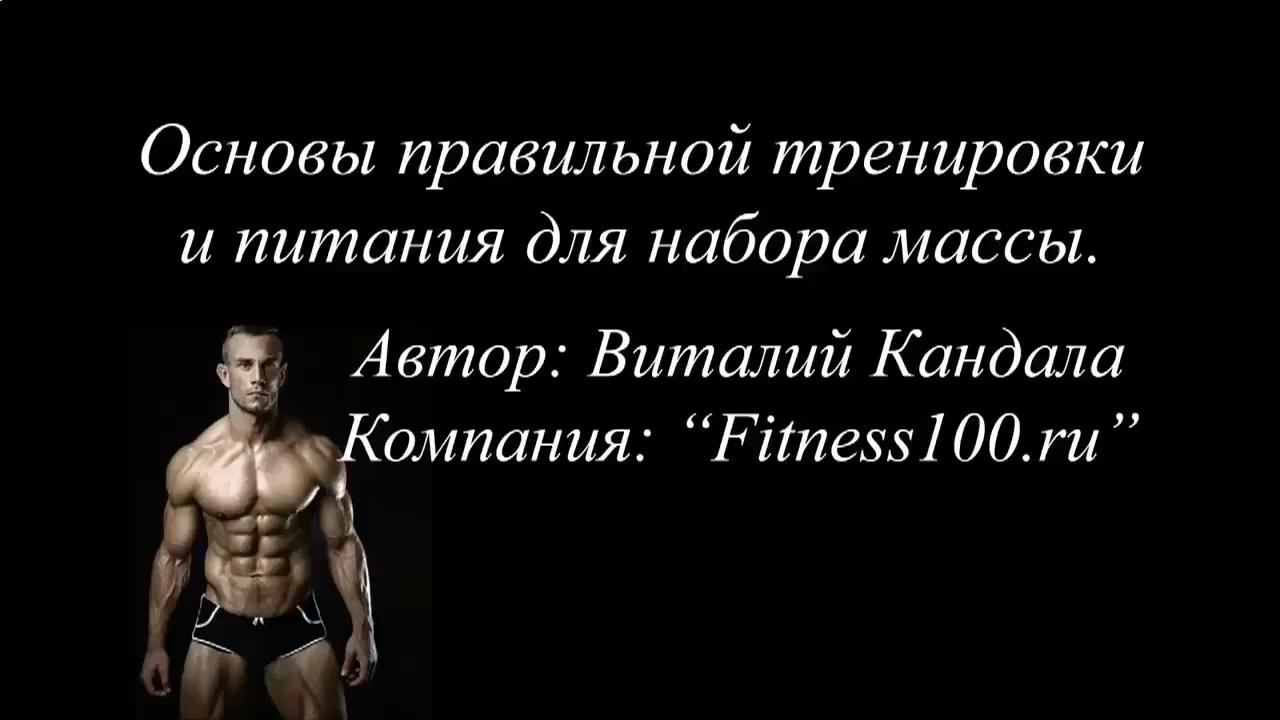 Основы правильной тренировки
и питания для набора массы.
Автор: Виталий Кандала
Компания: “Fitness100.ru”